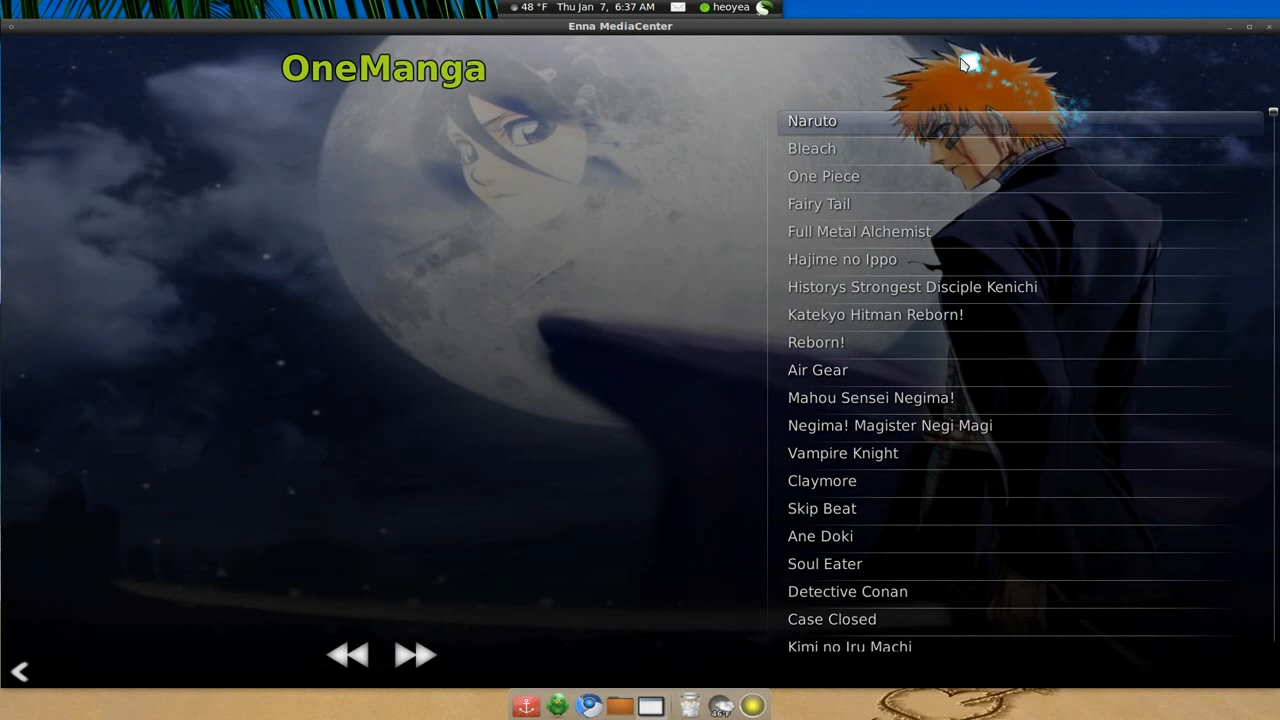 48 °F Thu Jan 7, 6:37 AM heoyea
Enna MediaCenter
OneManga
Naruto
Bleach
One Piece
Fairy Tail
Full Metal Alchemist
Hajime no Ippo
Historys Strongest Disciple Kenichi
Katekyo Hitman Reborn!
Reborn!
Air Gear
Mahou Sensei Negima!
Negima! Magister Negi Magi
Vampire Knight
Claymore
Skip Beat
Ane Doki
Soul Eater
Detective Conan
Case Closed
Kimi no Iru Machi
46°F